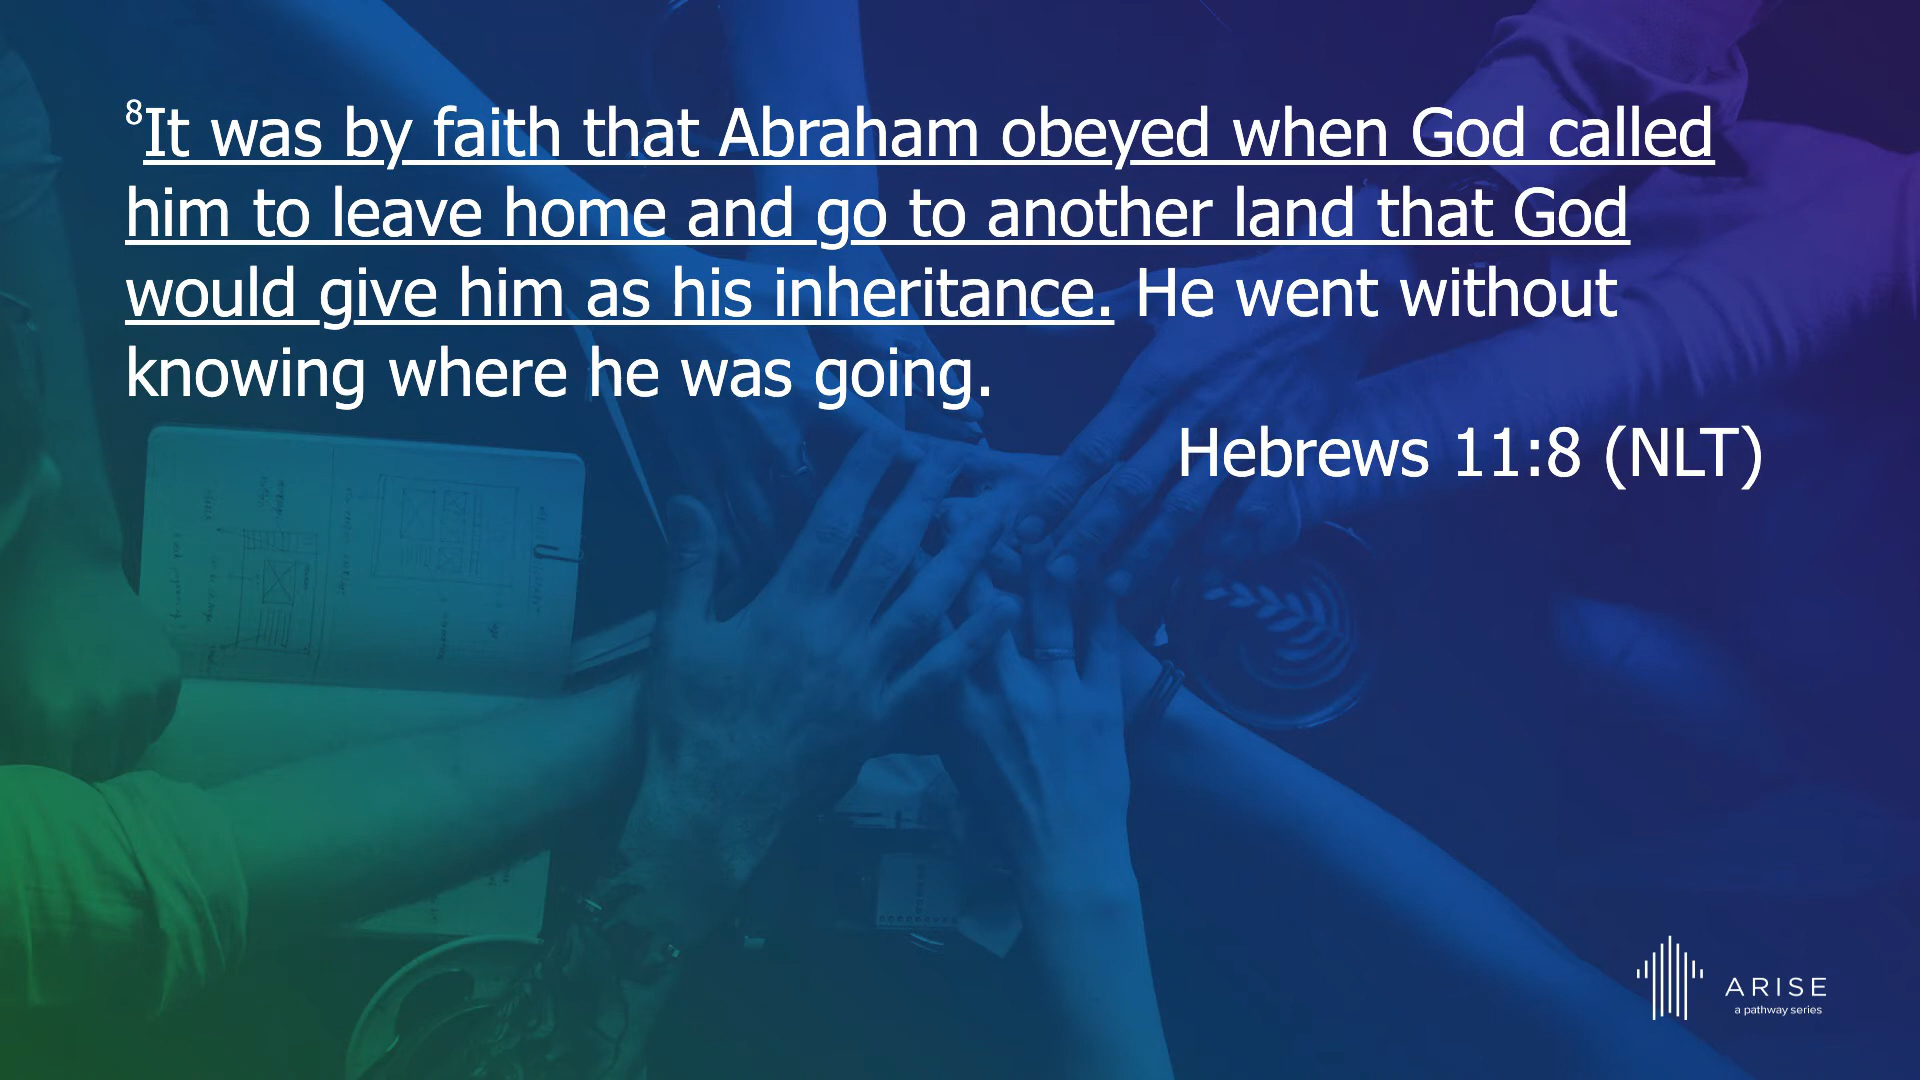 ⁸It was by faith that Abraham obeyed when God called
him to leave home and go to another land that God
would give him as his inheritance. He went without
knowing where he was going.
Hebrews 11:8 (NLT)
ARISE
a pathway series